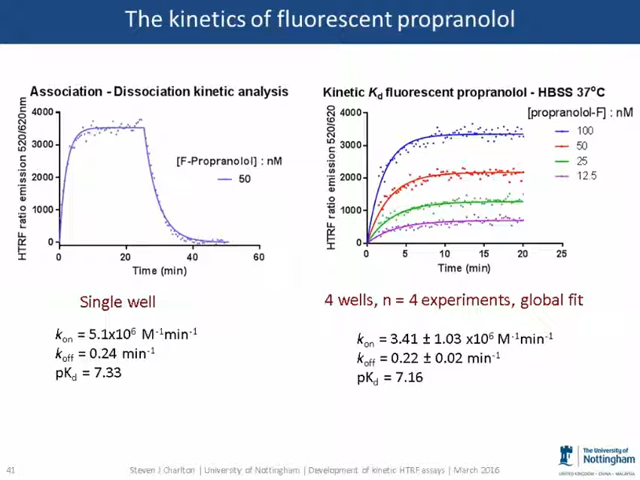 The kinetics of fluorescent propranolol
Association - Dissociation kinetic analysis
HTRF ratio emission 520/620nm
4000
3000
2000
1000
0
0 20 40 60
Time (min)
[F-Propranolol] : nM
50
Single well
kon = 5.1x10⁶ M⁻¹min⁻¹
koff = 0.24 min⁻¹
pKd = 7.33
Kinetic Kd fluorescent propranolol - HBSS 37°C
HTRF ratio emission 520/620
4000
3000
2000
1000
0
0 5 10 15 20 25
Time (min)
[propranolol-F] : nM
100
50
25
12.5
4 wells, n = 4 experiments, global fit
kon = 3.41 ± 1.03 x10⁶ M⁻¹min⁻¹
koff = 0.22 ± 0.02 min⁻¹
pKd = 7.16
41
Steven J Charlton | University of Nottingham | Development of kinetic HTRF assays | March 2016
The University of
Nottingham
UNITED KINGDOM · CHINA · MALAYSIA